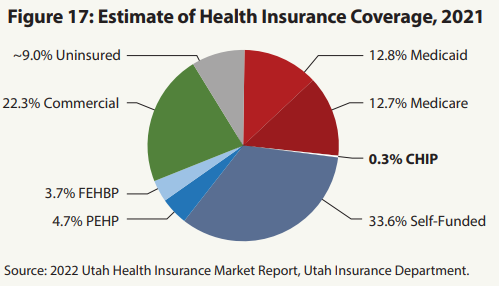 Figure 17: Estimate of Health Insurance Coverage, 2021
~9.0% Uninsured
12.8% Medicaid
22.3% Commercial
12.7% Medicare
0.3% CHIP
3.7% FEHBP
4.7% PEHP
33.6% Self-Funded
Source: 2022 Utah Health Insurance Market Report, Utah Insurance Department.